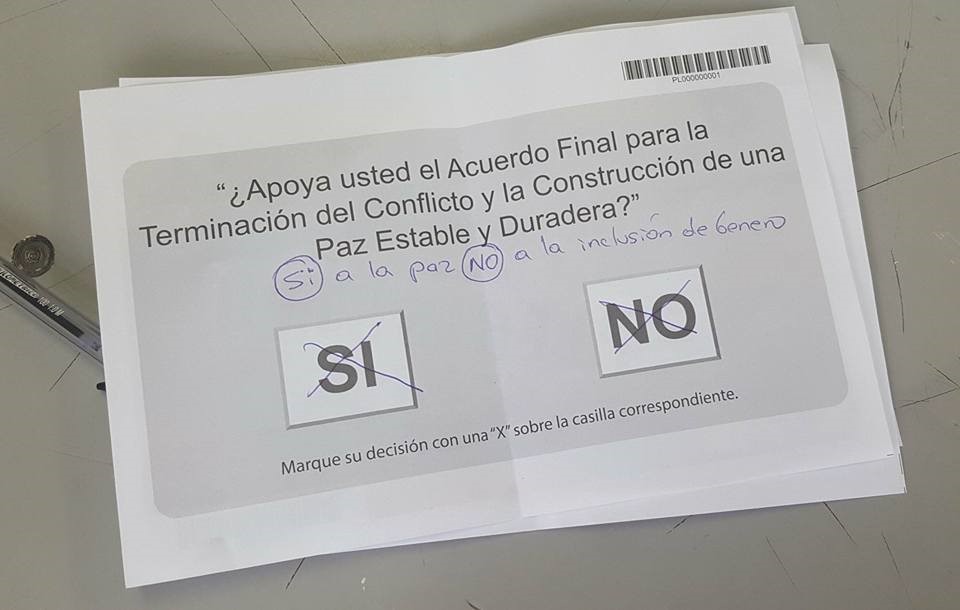 PL000000001
“¿Apoya usted el Acuerdo Final para la
Terminación del Conflicto y la Construcción de una
Paz Estable y Duradera?”
Sí a la paz NO a la inclusión de Genero
SI
NO
Marque su decisión con una “X” sobre la casilla correspondiente.